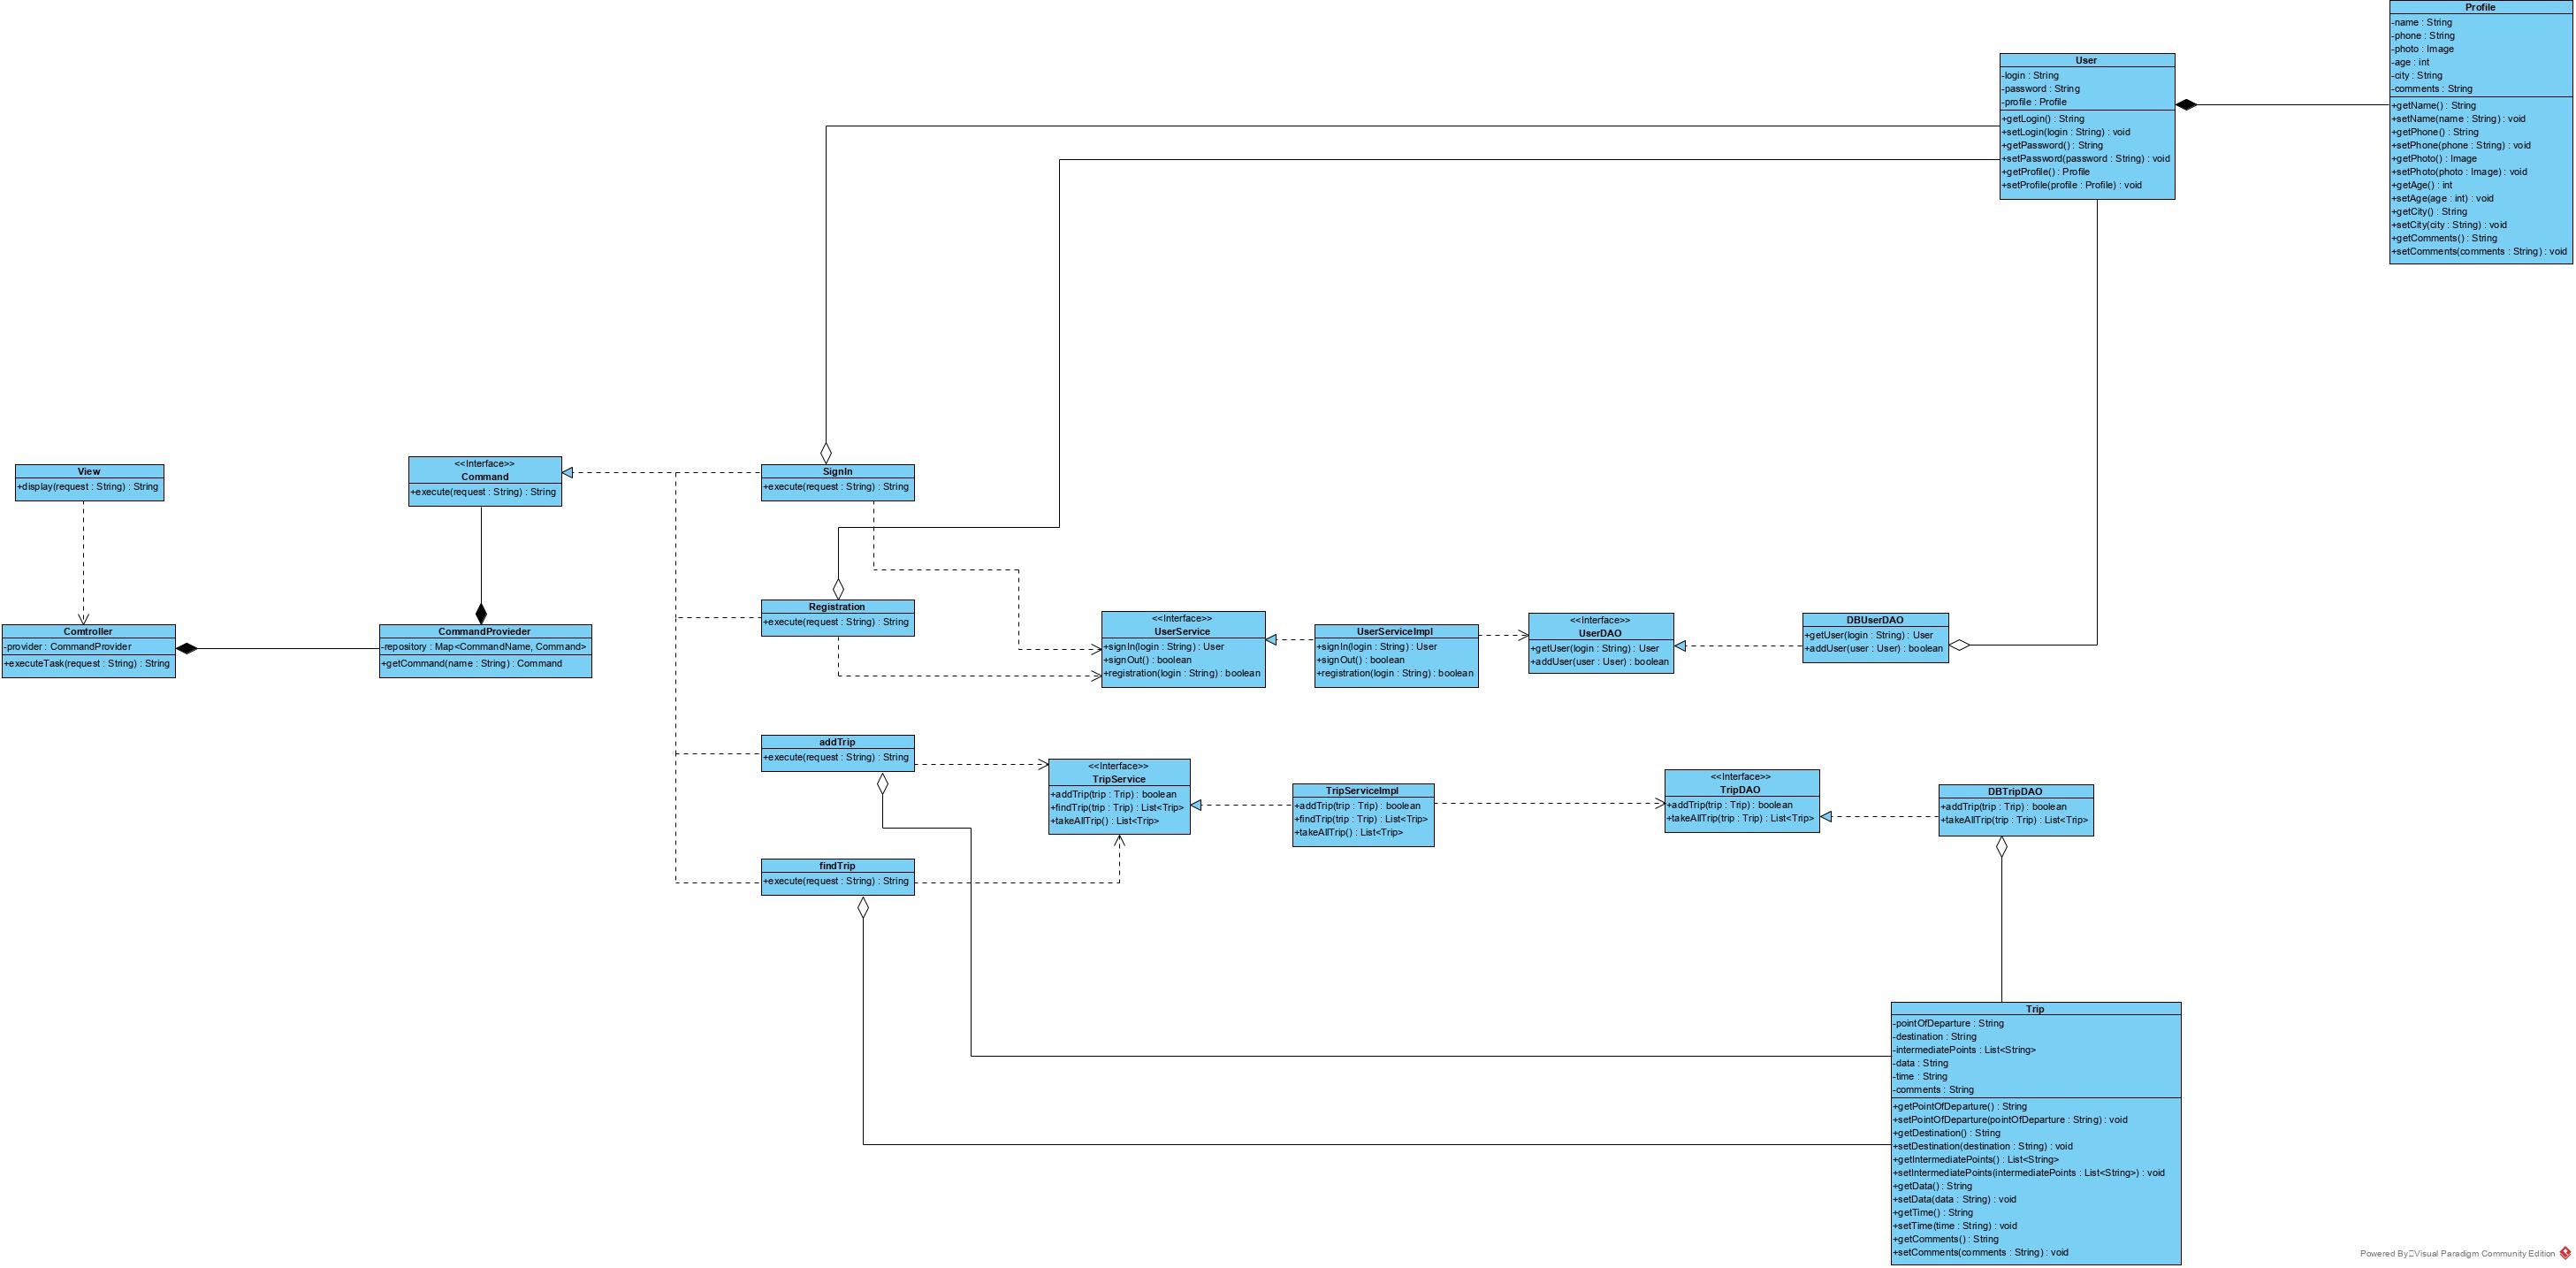 Profile
-name : String
-phone : String
-photo : Image
-age : int
-city : String
-comments : String
+getName() : String
+setName(name : String) : void
+getPhone() : String
+setPhone(phone : String) : void
+getPhoto() : Image
+setPhoto(photo : Image) : void
+getAge() : int
+setAge(age : int) : void
+getCity() : String
+setCity(city : String) : void
+getComments() : String
+setComments(comments : String) : void
User
-login : String
-password : String
-profile : Profile
+getLogin() : String
+setLogin(login : String) : void
+getPassword() : String
+setPassword(password : String) : void
+getProfile() : Profile
+setProfile(profile : Profile) : void
View
+display(request : String) : String
<<Interface>>
Command
+execute(request : String) : String
SignIn
+execute(request : String) : String
Comtroller
-provider : CommandProvider
+executeTask(request : String) : String
CommandProvieder
-repository : Map<CommandName, Command>
+getCommand(name : String) : Command
Registration
+execute(request : String) : String
<<Interface>>
UserService
+signIn(login : String) : User
+signOut() : boolean
+registration(login : String) : boolean
UserServiceImpl
+signIn(login : String) : User
+signOut() : boolean
+registration(login : String) : boolean
<<Interface>>
UserDAO
+getUser(login : String) : User
+addUser(user : User) : boolean
DBUserDAO
+getUser(login : String) : User
+addUser(user : User) : boolean
addTrip
+execute(request : String) : String
<<Interface>>
TripService
+addTrip(trip : Trip) : boolean
+findTrip(trip : Trip) : List<Trip>
+takeAllTrip() : List<Trip>
TripServiceImpl
+addTrip(trip : Trip) : boolean
+findTrip(trip : Trip) : List<Trip>
+takeAllTrip() : List<Trip>
<<Interface>>
TripDAO
+addTrip(trip : Trip) : boolean
+takeAllTrip(trip : Trip) : List<Trip>
DBTripDAO
+addTrip(trip : Trip) : boolean
+takeAllTrip(trip : Trip) : List<Trip>
findTrip
+execute(request : String) : String
Trip
-pointOfDeparture : String
-destination : String
-intermediatePoints : List<String>
-data : String
-time : String
-comments : String
+getPointOfDeparture() : String
+setPointOfDeparture(pointOfDeparture : String) : void
+getDestination() : String
+setDestination(destination : String) : void
+getIntermediatePoints() : List<String>
+setIntermediatePoints(intermediatePoints : List<String>) : void
+getData() : String
+setData(data : String) : void
+getTime() : String
+setTime(time : String) : void
+getComments() : String
+setComments(comments : String) : void
Powered By Visual Paradigm Community Edition